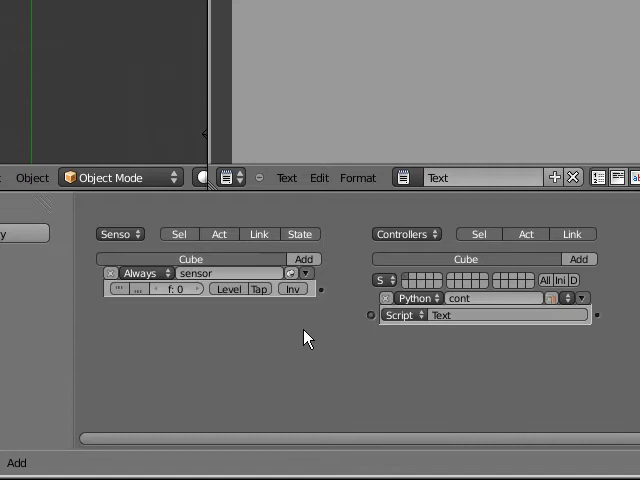 Object Object Mode Text Edit Format Text
y Senso Sel Act Link State Controllers Sel Act Link
Cube Add Cube Add
Always sensor S All Ini D
f: 0 Level Tap Inv Python cont
Script Text
Add